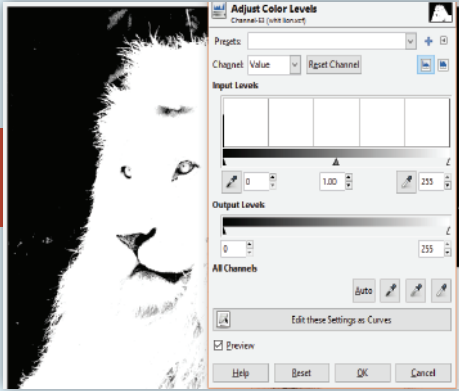 Adjust Color Levels
Presets:
Channel: Value Reset Channel
Input Levels
0 1.00 255
Output Levels
0 255
All Channels
Auto
Edit these Settings as Curves
Preview
Help Reset OK Cancel